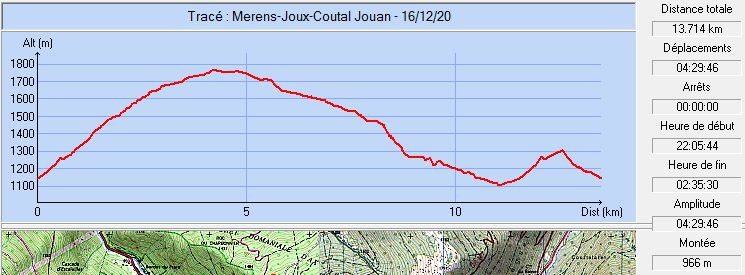 Tracé : Merens-Joux-Coutal Jouan - 16/12/20
Alt (m)
1800
1700
1600
1500
1400
1300
1200
1100
0
5
10
Dist (km)
Distance totale
13.714 km
Déplacements
04:29:46
Arrêts
00:00:00
Heure de début
22:05:44
Heure de fin
02:35:30
Amplitude
04:29:46
Montée
966 m
Cascade
DOMANIALE